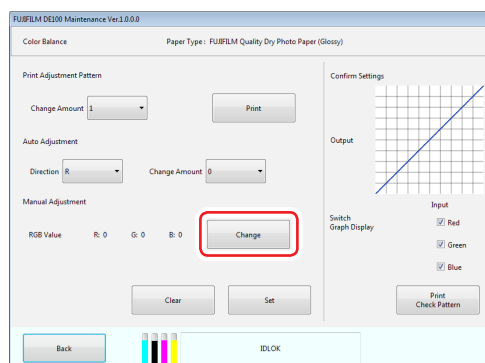 FUJIFILM DE100 Maintenance Ver.1.0.0.0
Color Balance
Paper Type : FUJIFILM Quality Dry Photo Paper (Glossy)
Print Adjustment Pattern
Change Amount 1
Print
Auto Adjustment
Direction R
Change Amount 0
Manual Adjustment
RGB Value R: 0 G: 0 B: 0
Change
Clear
Set
Confirm Settings
Output
Input
Switch
Graph Display
Red
Green
Blue
Print
Check Pattern
Back
IDLOK